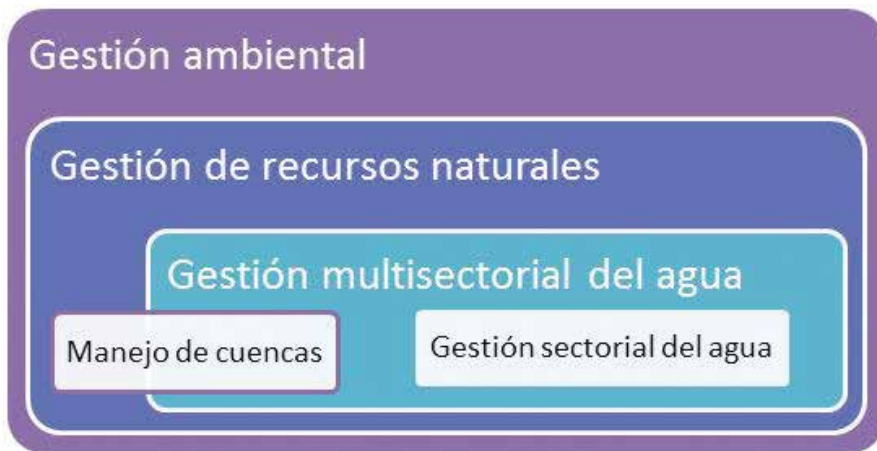 Gestión ambiental
Gestión de recursos naturales
Gestión multisectorial del agua
Manejo de cuencas
Gestión sectorial del agua